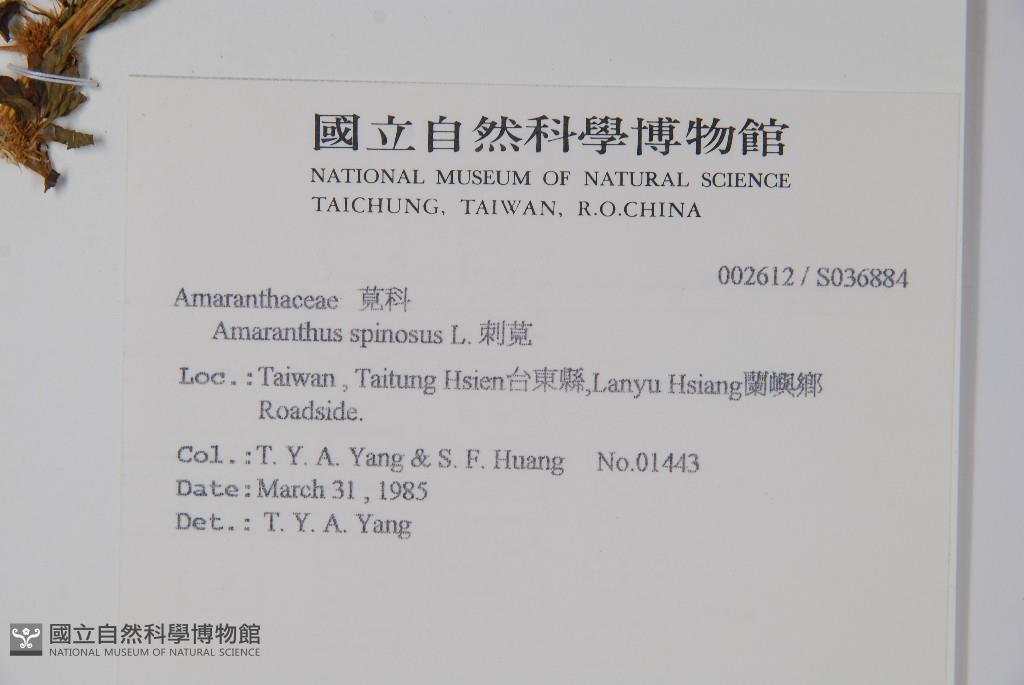 國立自然科學博物館
NATIONAL MUSEUM OF NATURAL SCIENCE
TAICHUNG, TAIWAN, R.O.CHINA
002612 / S036884
Amaranthaceae 莧科
Amaranthus spinosus L. 刺莧
Loc.:Taiwan , Taitung Hsien台東縣,Lanyu Hsiang蘭嶼鄉
Roadside.
Col.:T. Y. A. Yang & S. F. Huang No.01443
Date:March 31 , 1985
Det.: T. Y. A. Yang
國立自然科學博物館
NATIONAL MUSEUM OF NATURAL SCIENCE